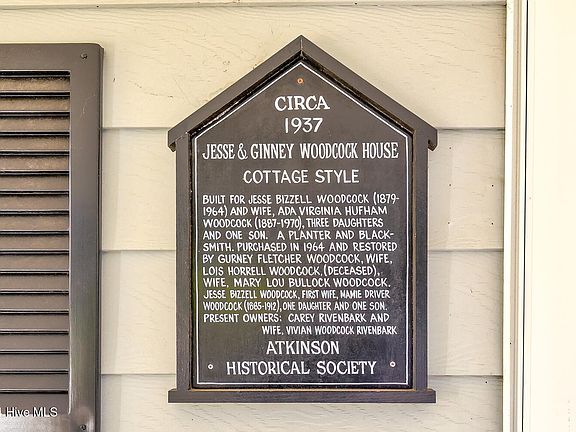 CIRCA
1937
JESSE & GINNEY WOODCOCK HOUSE
COTTAGE STYLE
BUILT FOR JESSE BIZZELL WOODCOCK (1879-
1964) AND WIFE, ADA VIRGINIA HUFHAM
WOODCOCK (1887-1970), THREE DAUGHTERS
AND ONE SON. A PLANTER AND BLACK-
SMITH. PURCHASED IN 1964 AND RESTORED
BY GURNEY FLETCHER WOODCOCK, WIFE,
LOIS HORRELL WOODCOCK, (DECEASED),
WIFE, MARY LOU BULLOCK WOODCOCK.
JESSE BIZZELL WOODCOCK, FIRST WIFE, MAMIE DRIVER
WOODCOCK (1885-1912), ONE DAUGHTER AND ONE SON.
PRESENT OWNERS: CAREY RIVENBARK AND
WIFE, VIVIAN WOODCOCK RIVENBARK
ATKINSON
HISTORICAL SOCIETY
Hive MLS